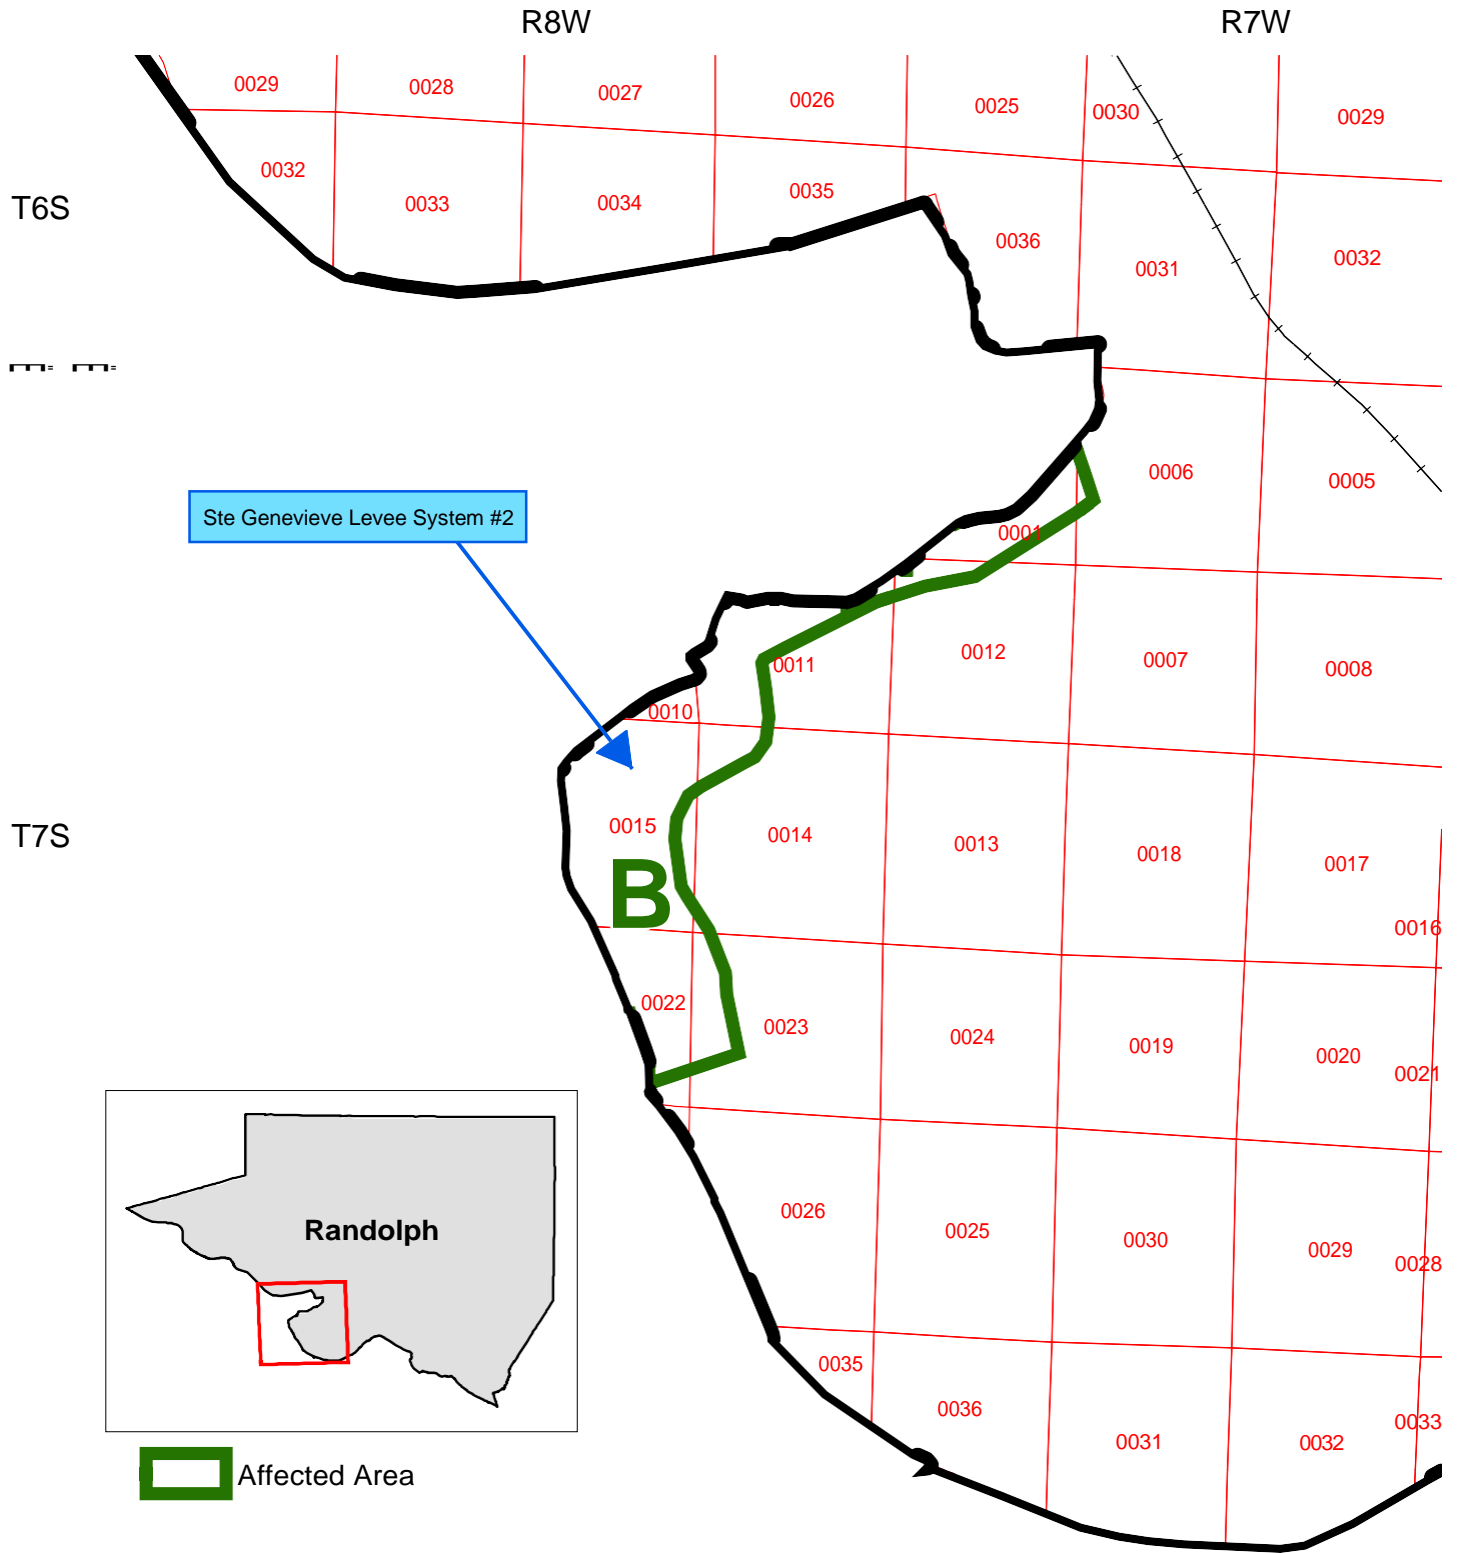 R8W R7W
0029 0028 0027 0026 0025 0030 0029
T6S
0032 0033 0034 0035 0036 0031 0032
0006 0005
Ste Genevieve Levee System #2
0001
0011 0012 0007 0008
0010
T7S
0015 0014 0013 0018 0017
B
0016
0022 0023 0024 0019 0020
0021
Randolph
0026 0025 0030 0029 0028
0035 0036 0031 0032 0033
Affected Area